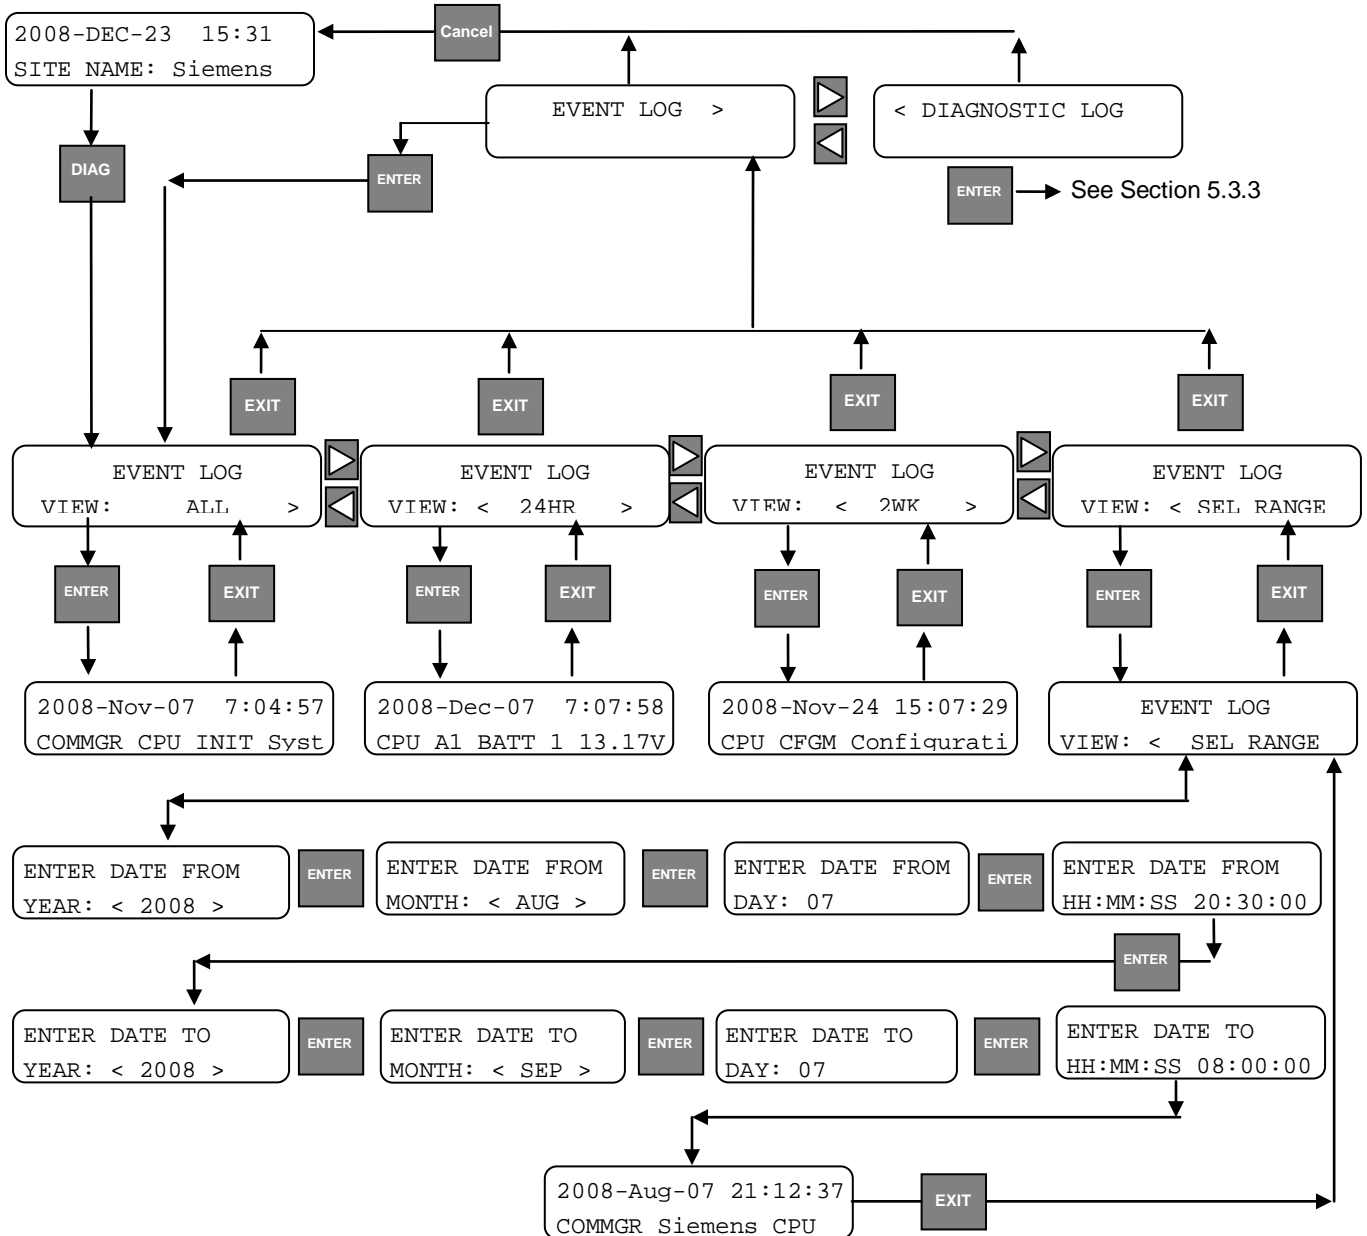 2008-DEC-23 15:31
SITE NAME: Siemens
Cancel
EVENT LOG >
< DIAGNOSTIC LOG
DIAG
ENTER
ENTER
See Section 5.3.3
EXIT
EXIT
EXIT
EXIT
EVENT LOG
VIEW: ALL >
EVENT LOG
VIEW: < 24HR >
EVENT LOG
VIEW: < 2WK >
EVENT LOG
VIEW: < SEL RANGE
ENTER
EXIT
ENTER
EXIT
ENTER
EXIT
ENTER
EXIT
2008-Nov-07 7:04:57
COMMGR CPU INIT Syst
2008-Dec-07 7:07:58
CPU A1 BATT 1 13.17V
2008-Nov-24 15:07:29
CPU CFGM Configurati
EVENT LOG
VIEW: < SEL RANGE
ENTER DATE FROM
YEAR: < 2008 >
ENTER
ENTER DATE FROM
MONTH: < AUG >
ENTER
ENTER DATE FROM
DAY: 07
ENTER
ENTER DATE FROM
HH:MM:SS 20:30:00
ENTER
ENTER DATE TO
YEAR: < 2008 >
ENTER
ENTER DATE TO
MONTH: < SEP >
ENTER
ENTER DATE TO
DAY: 07
ENTER
ENTER DATE TO
HH:MM:SS 08:00:00
2008-Aug-07 21:12:37
COMMGR Siemens CPU
EXIT